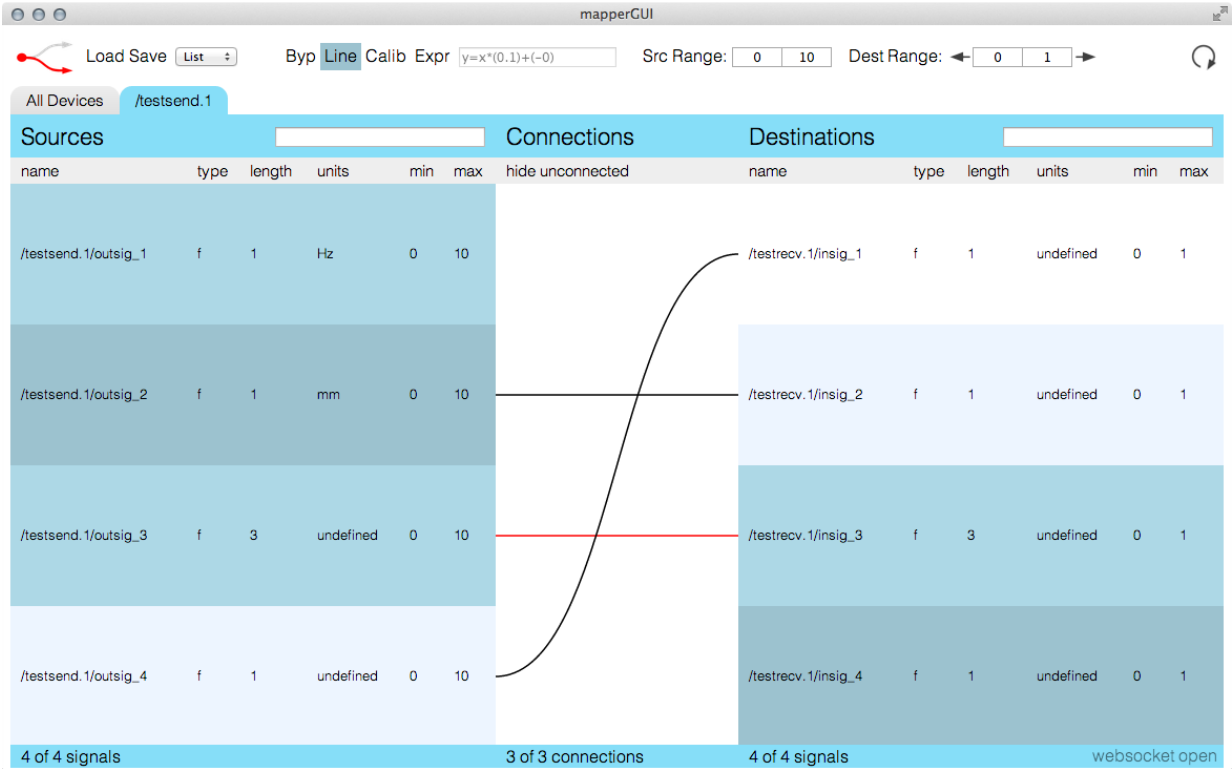 mapperGUI
Load Save List Byp Line Calib Expr y=x*(0.1)+(-0) Src Range: 0 10 Dest Range: 0 1
All Devices /testsend.1
Sources Connections Destinations
name type length units min max hide unconnected name type length units min max
/testsend.1/outsig_1 f 1 Hz 0 10 /testrecv.1/insig_1 f 1 undefined 0 1
/testsend.1/outsig_2 f 1 mm 0 10 /testrecv.1/insig_2 f 1 undefined 0 1
/testsend.1/outsig_3 f 3 undefined 0 10 /testrecv.1/insig_3 f 3 undefined 0 1
/testsend.1/outsig_4 f 1 undefined 0 10 /testrecv.1/insig_4 f 1 undefined 0 1
4 of 4 signals 3 of 3 connections 4 of 4 signals websocket open